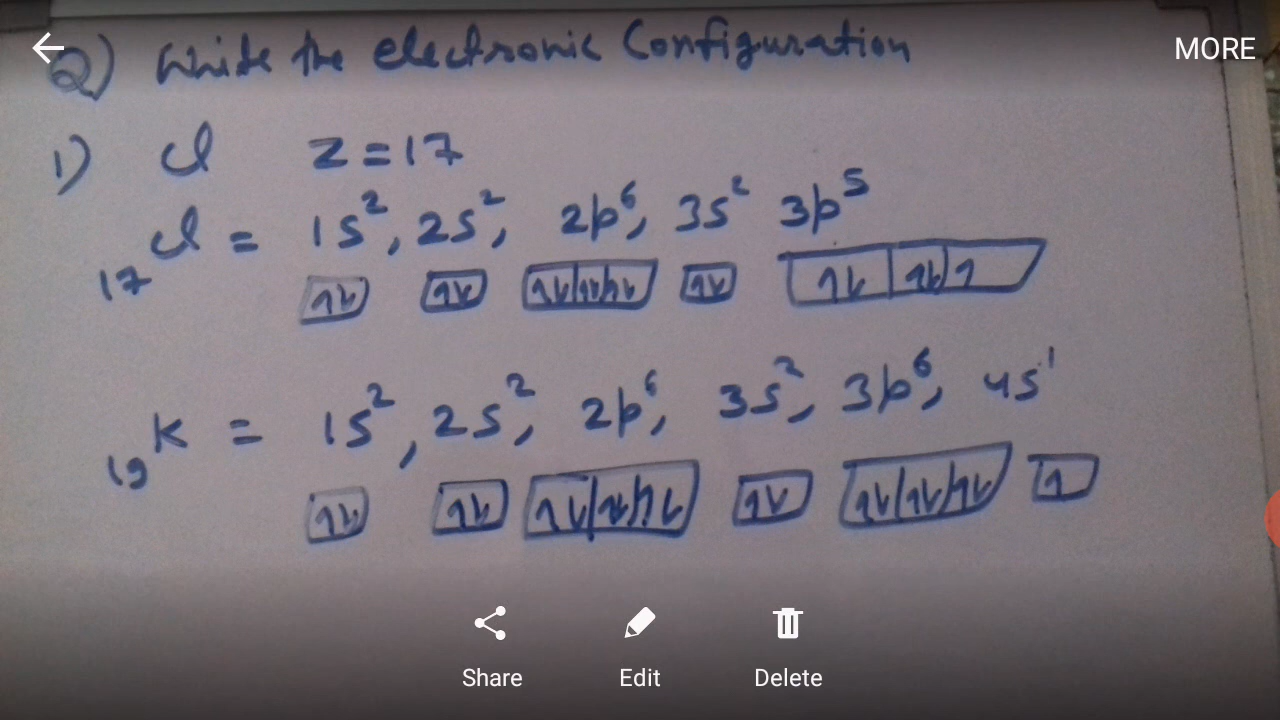 MORE
Q) Write the electronic Configuration
1) Cl Z=17
₁₇Cl = 1s², 2s², 2p⁶, 3s² 3p⁵
₁₉K = 1s², 2s², 2p⁶, 3s², 3p⁶, 4s¹
Share Edit Delete